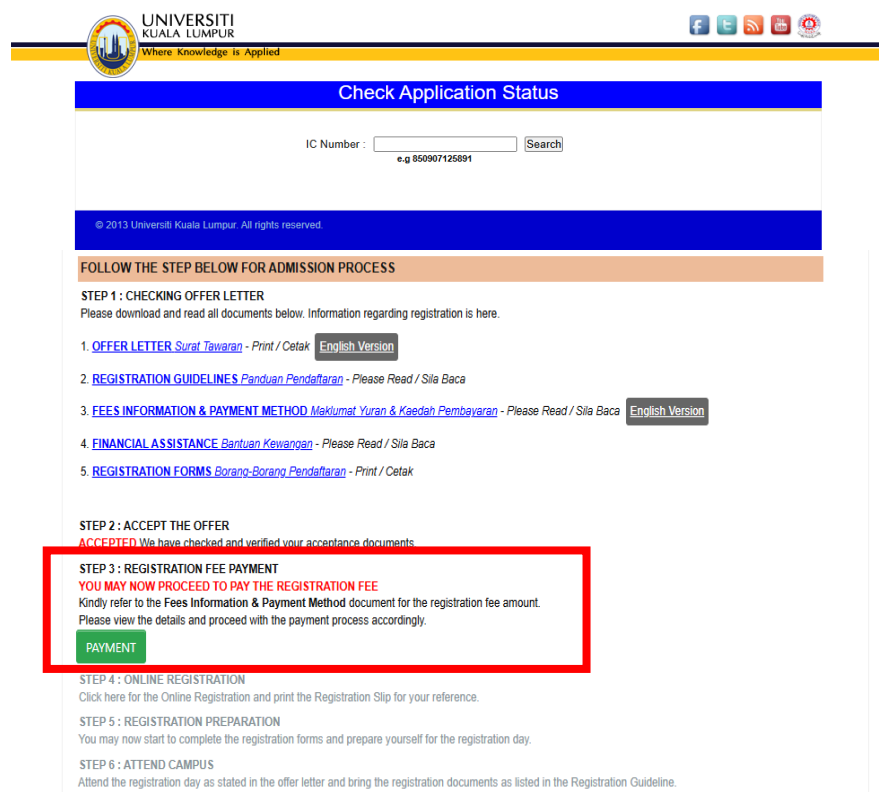 UNIVERSITI
KUALA LUMPUR
Where Knowledge is Applied
Check Application Status
IC Number : Search
e.g 850907125891
© 2013 Universiti Kuala Lumpur. All rights reserved.
FOLLOW THE STEP BELOW FOR ADMISSION PROCESS
STEP 1 : CHECKING OFFER LETTER
Please download and read all documents below. Information regarding registration is here.
1. OFFER LETTER Surat Tawaran - Print / Cetak English Version
2. REGISTRATION GUIDELINES Panduan Pendaftaran - Please Read / Sila Baca
3. FEES INFORMATION & PAYMENT METHOD Maklumat Yuran & Kaedah Pembayaran - Please Read / Sila Baca English Version
4. FINANCIAL ASSISTANCE Bantuan Kewangan - Please Read / Sila Baca
5. REGISTRATION FORMS Borang-Borang Pendaftaran - Print / Cetak
STEP 2 : ACCEPT THE OFFER
ACCEPTED We have checked and verified your acceptance documents.
STEP 3 : REGISTRATION FEE PAYMENT
YOU MAY NOW PROCEED TO PAY THE REGISTRATION FEE
Kindly refer to the Fees Information & Payment Method document for the registration fee amount.
Please view the details and proceed with the payment process accordingly.
PAYMENT
STEP 4 : ONLINE REGISTRATION
Click here for the Online Registration and print the Registration Slip for your reference.
STEP 5 : REGISTRATION PREPARATION
You may now start to complete the registration forms and prepare yourself for the registration day.
STEP 6 : ATTEND CAMPUS
Attend the registration day as stated in the offer letter and bring the registration documents as listed in the Registration Guideline.